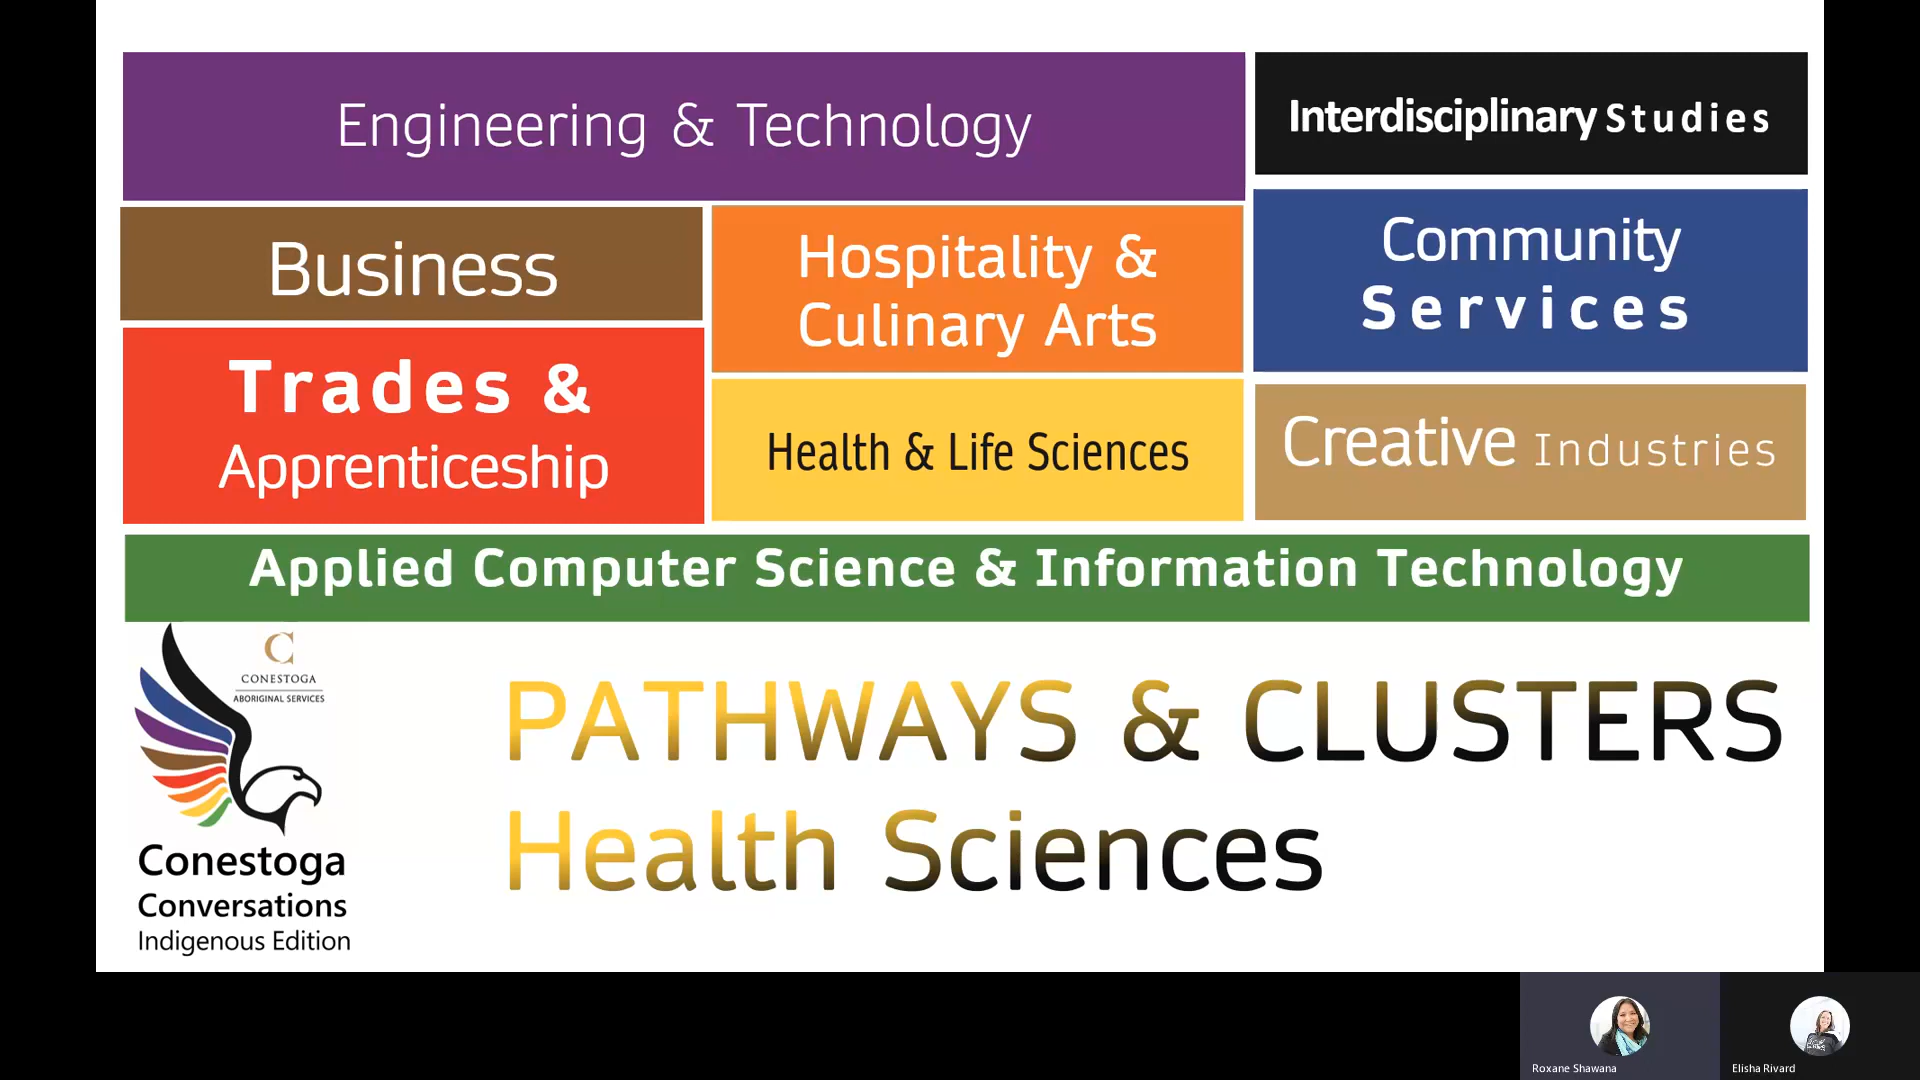 Engineering & Technology
Interdisciplinary Studies
Business
Hospitality &
Culinary Arts
Community
Services
Trades &
Apprenticeship
Health & Life Sciences
Creative Industries
Applied Computer Science & Information Technology
C
CONESTOGA
ABORIGINAL SERVICES
PATHWAYS & CLUSTERS
Health Sciences
Conestoga
Conversations
Indigenous Edition
Roxane Shawana
Elisha Rivard